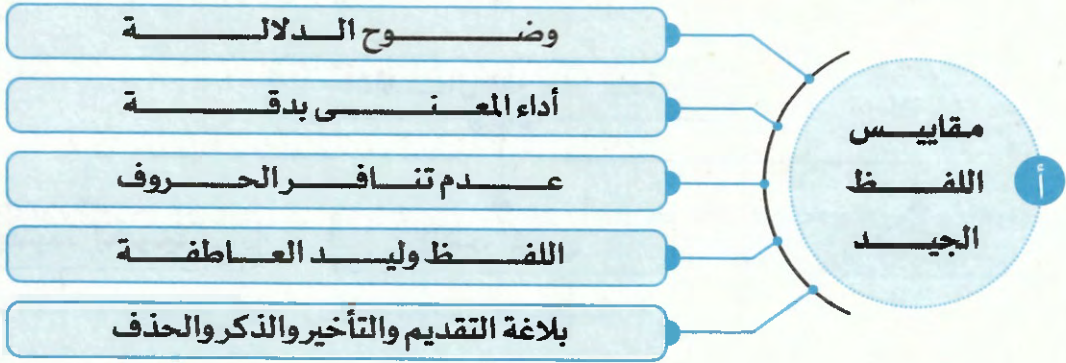 أ
مقاييس
اللفظ
الجيد
وضوح الدلالة
أداء المعنى بدقة
عدم تنافر الحروف
اللفظ وليد العاطفة
بلاغة التقديم والتأخير والذكر والحذف